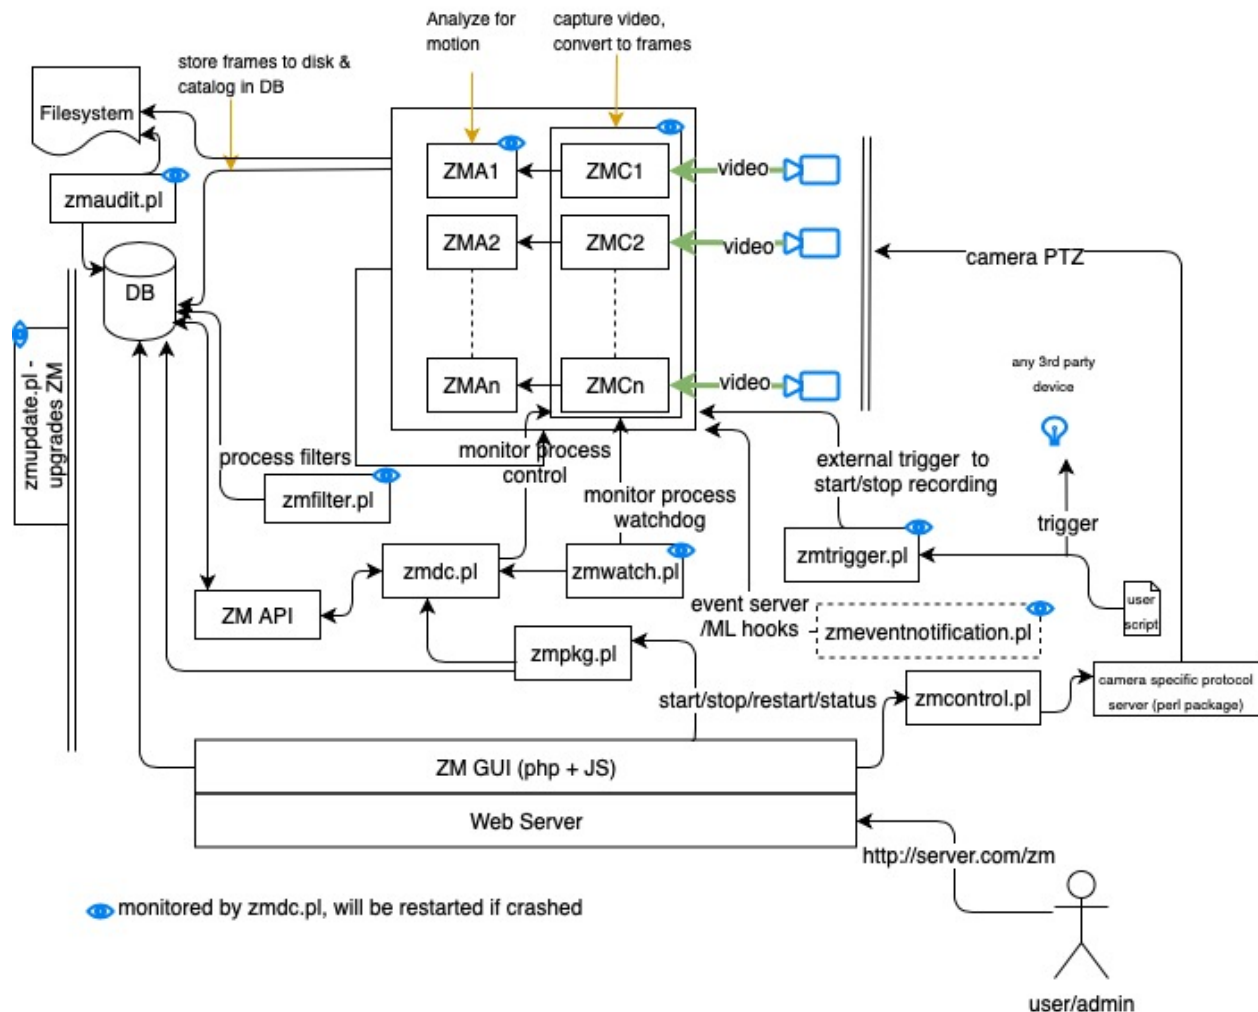 Analyze for
motion
capture video,
convert to frames
store frames to disk &
catalog in DB
Filesystem
zmaudit.pl
DB
ZMA1
ZMC1
video
ZMA2
ZMC2
video
ZMAn
ZMCn
video
camera PTZ
any 3rd party
device
zmupdate.pl -
upgrades ZM
process filters
zmfilter.pl
monitor process
control
monitor process
watchdog
external trigger to
start/stop recording
trigger
zmtrigger.pl
zmdc.pl
zmwatch.pl
ZM API
event server
/ML hooks
zmeventnotification.pl
user
script
zmpkg.pl
start/stop/restart/status
zmcontrol.pl
camera specific protocol
server (perl package)
ZM GUI (php + JS)
Web Server
http://server.com/zm
monitored by zmdc.pl, will be restarted if crashed
user/admin